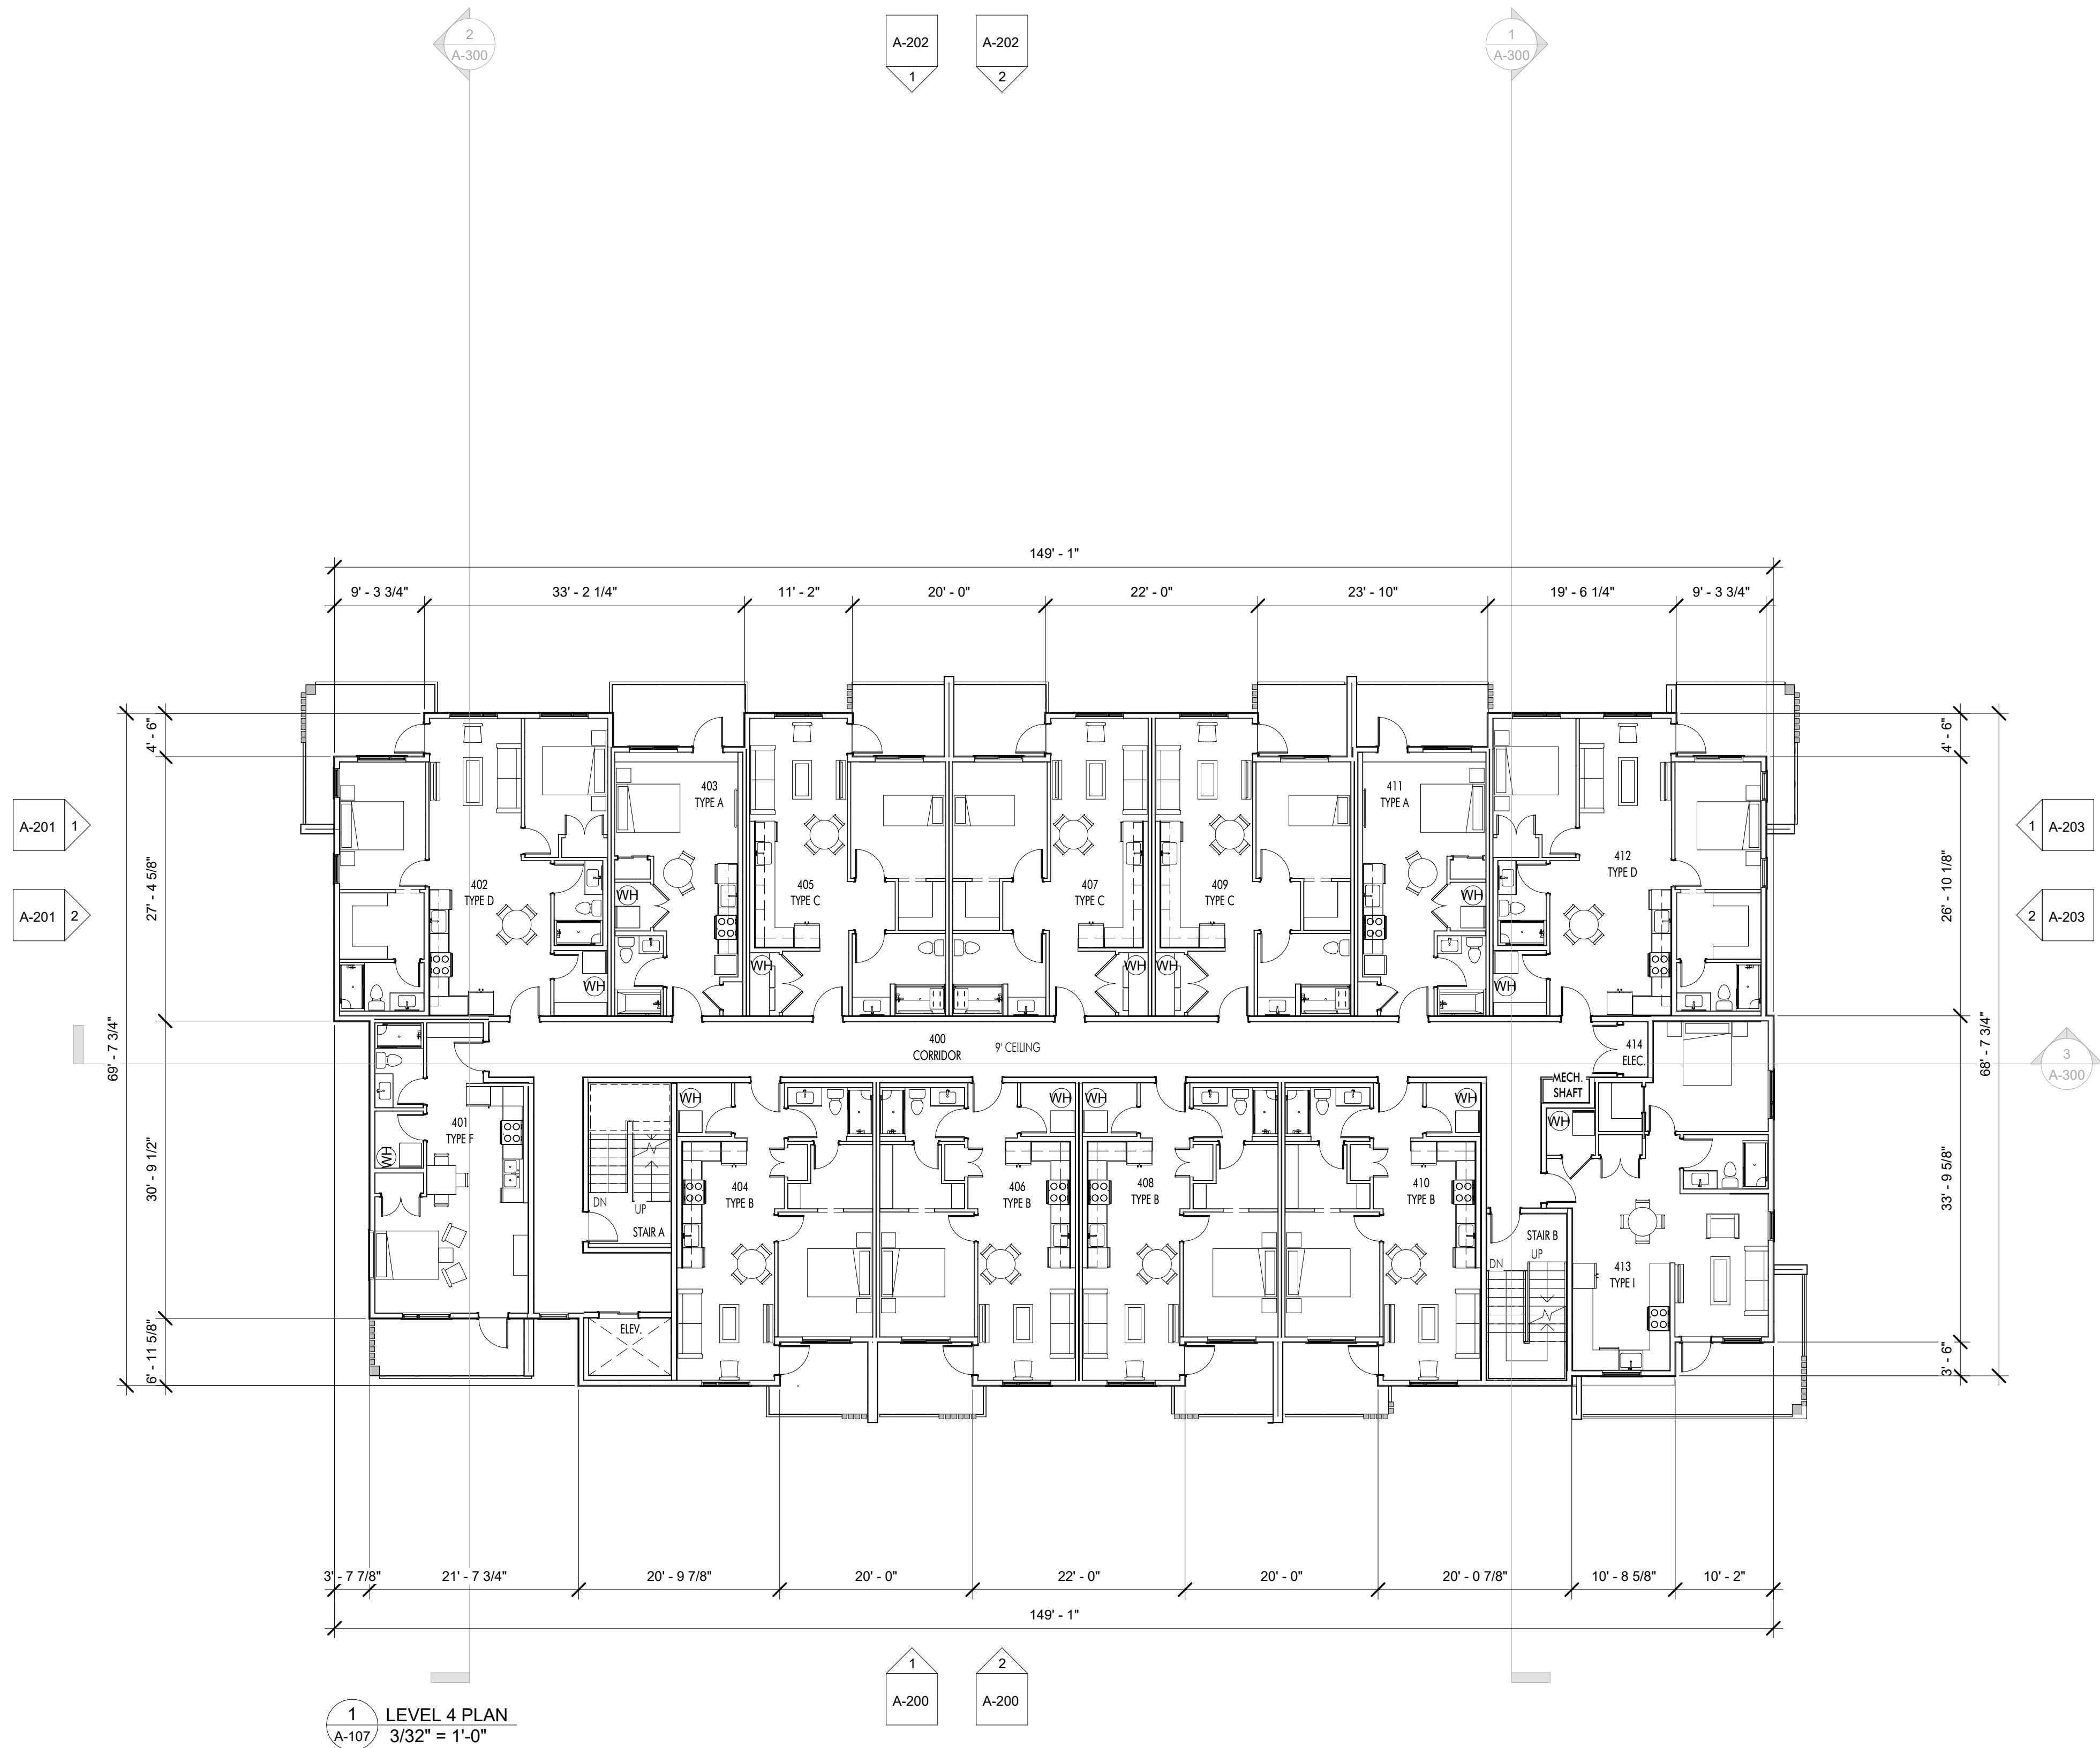 2
A-300
A-202
1
A-202
2
1
A-300
149' - 1"
9' - 3 3/4"
33' - 2 1/4"
11' - 2"
20' - 0"
22' - 0"
23' - 10"
19' - 6 1/4"
9' - 3 3/4"
4' - 6"
27' - 4 5/8"
69' - 7 3/4"
30' - 9 1/2"
6' - 11 5/8"
4' - 6"
26' - 10 1/8"
68' - 7 3/4"
33' - 9 5/8"
3' - 6"
A-201
1
A-201
2
1
A-203
2
A-203
3
A-300
402
TYPE D
WH
403
TYPE A
WH
405
TYPE C
WH
407
TYPE C
WH
409
TYPE C
WH
411
TYPE A
WH
412
TYPE D
WH
400
CORRIDOR
9' CEILING
414
ELEC.
MECH.
SHAFT
401
TYPE F
WH
DN
UP
STAIR A
ELEV.
WH
404
TYPE B
WH
406
TYPE B
WH
408
TYPE B
WH
410
TYPE B
STAIR B
UP
DN
WH
413
TYPE I
3' - 7 7/8"
21' - 7 3/4"
20' - 9 7/8"
20' - 0"
22' - 0"
20' - 0"
20' - 0 7/8"
10' - 8 5/8"
10' - 2"
149' - 1"
1
A-200
2
A-200
1
A-107
LEVEL 4 PLAN
3/32" = 1'-0"